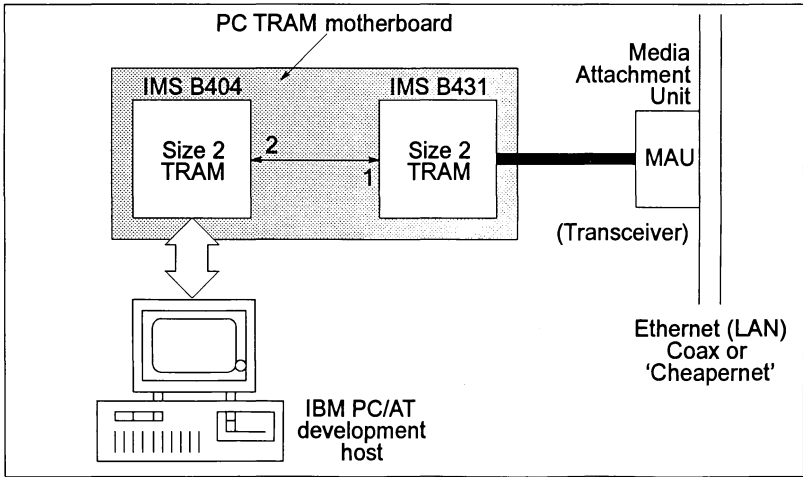 PC TRAM motherboard
IMS B404
IMS B431
Media
Attachment
Unit
Size 2
TRAM
2
1
Size 2
TRAM
MAU
(Transceiver)
Ethernet (LAN)
Coax or
‘Cheapernet’
IBM PC/AT
development
host